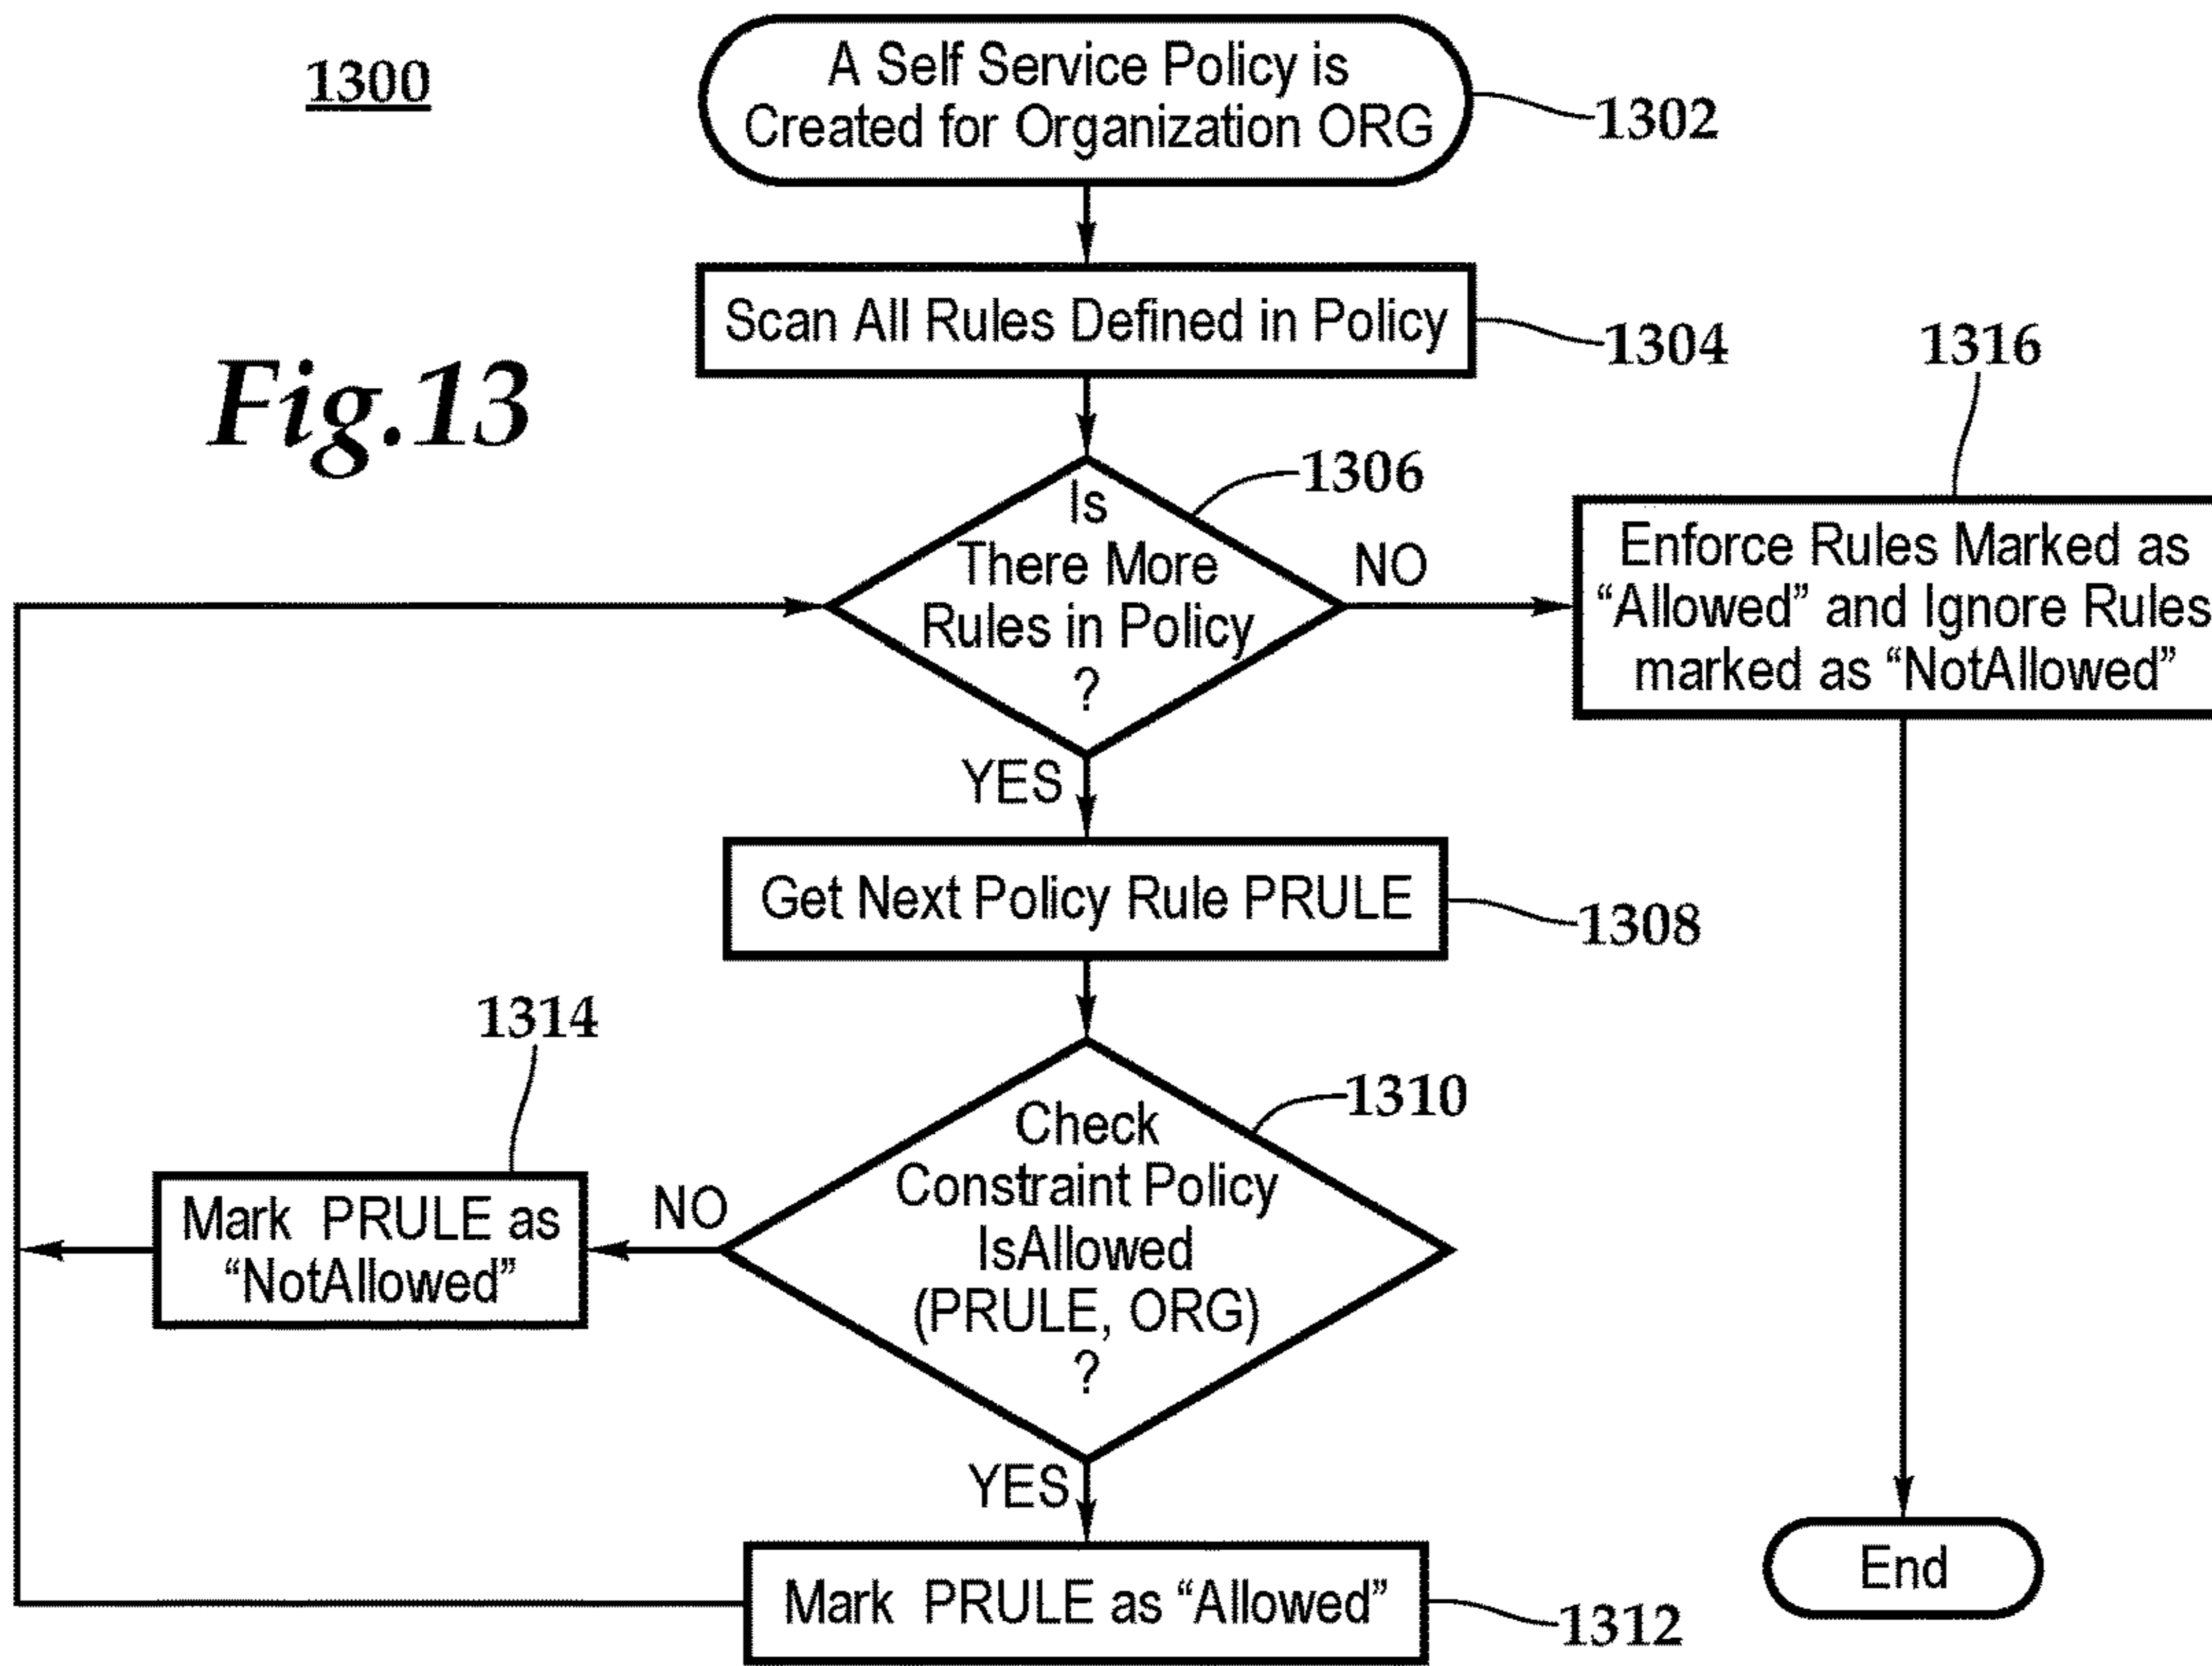 1300
A Self Service Policy is
Created for Organization ORG
1302
Scan All Rules Defined in Policy
1304
Fig.13
1316
1306
Is
There More
Rules in Policy
?
NO
Enforce Rules Marked as
“Allowed” and Ignore Rules
marked as “NotAllowed”
YES
Get Next Policy Rule PRULE
1308
1314
1310
Check
Constraint Policy
IsAllowed
(PRULE, ORG)
?
NO
Mark PRULE as
“NotAllowed”
YES
Mark PRULE as “Allowed”
1312
End